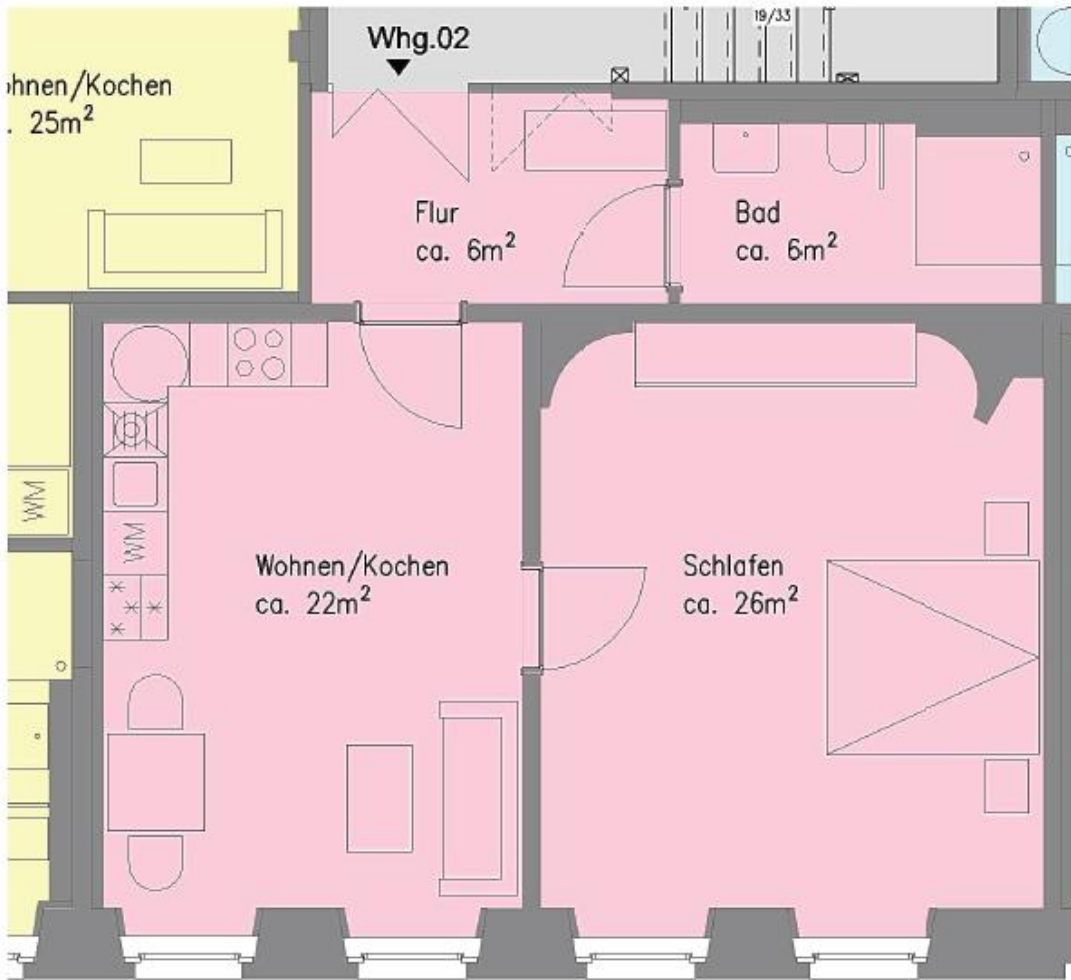 19/33
Whg.02
ohnen/Kochen
. 25m²
Flur
ca. 6m²
Bad
ca. 6m²
WM
WM
Wohnen/Kochen
ca. 22m²
Schlafen
ca. 26m²